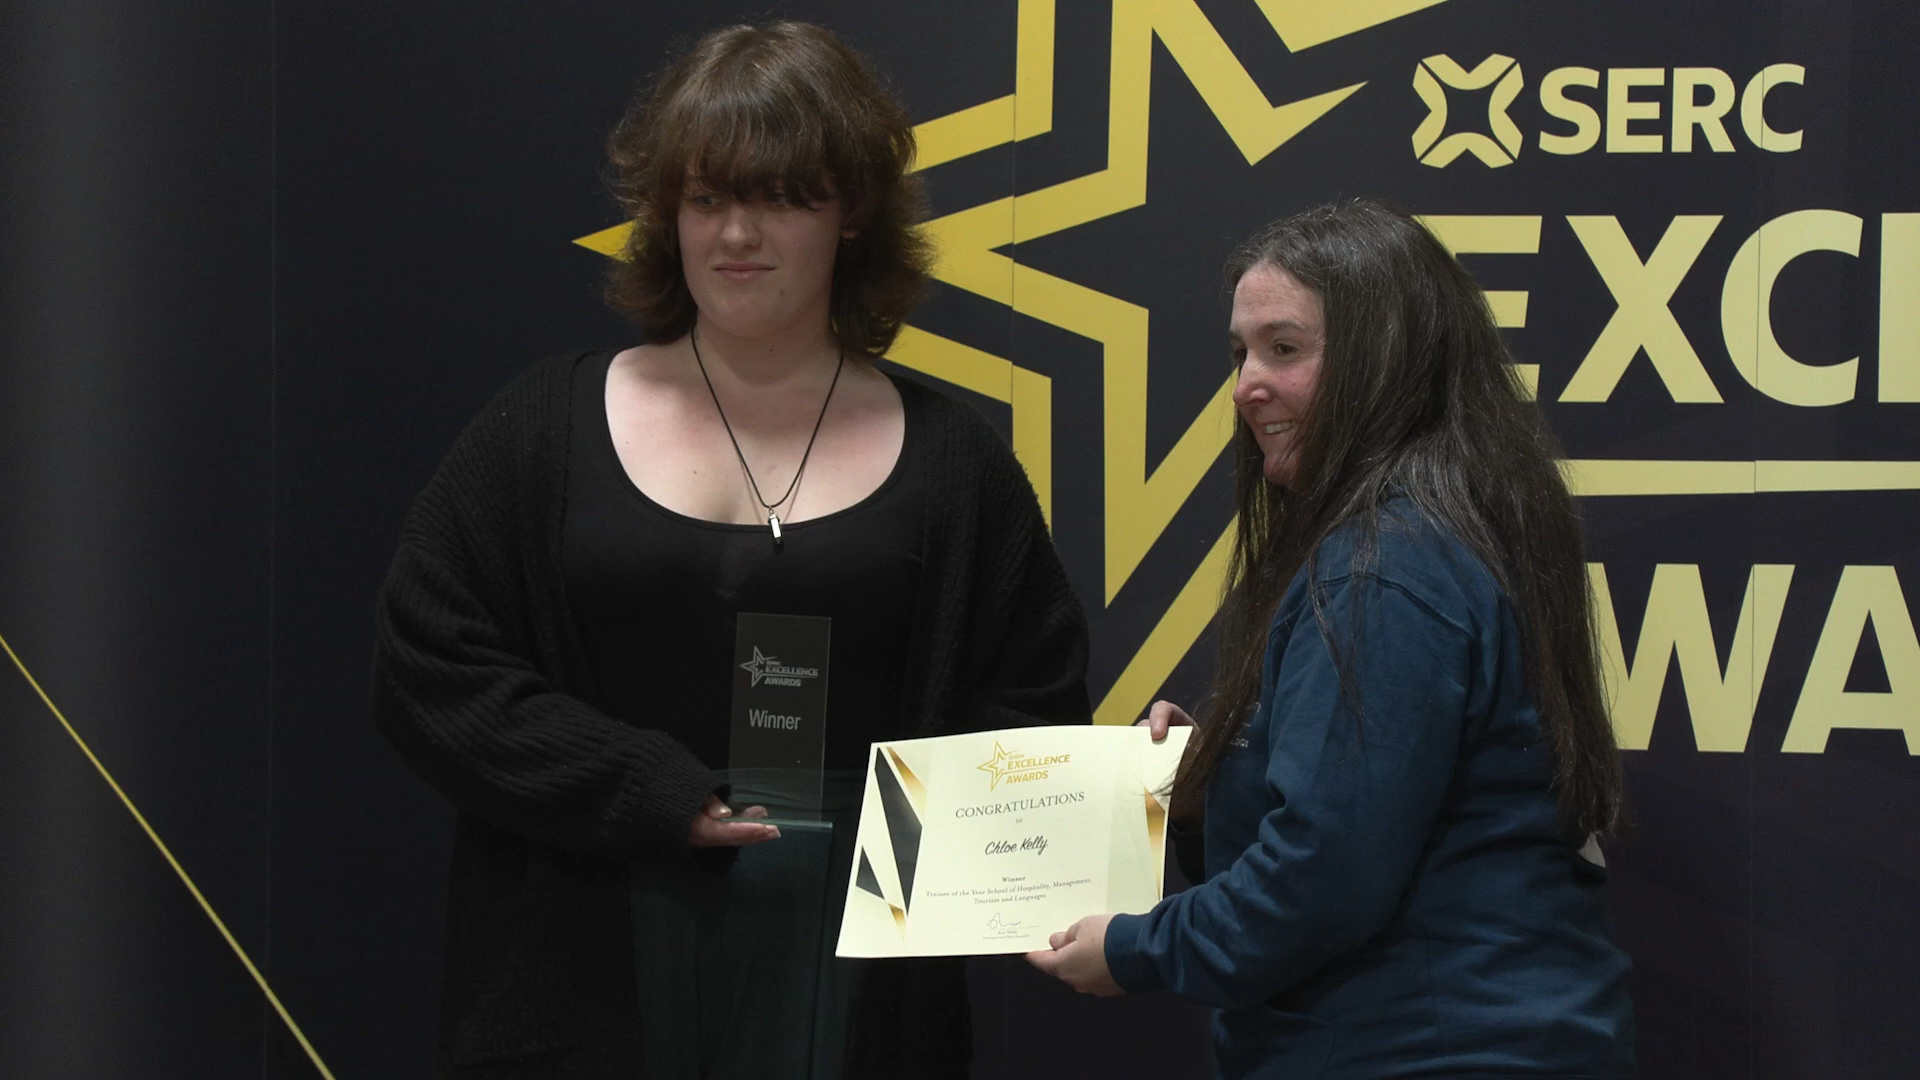 SERC
EXC
WA
EXCELLENCE
AWARDS
Winner
EXCELLENCE
AWARDS
CONGRATULATIONS
TO
Chloe Kelly
Winner
Trainee of the Year School of Hospitality, Management,
Tourism and Languages